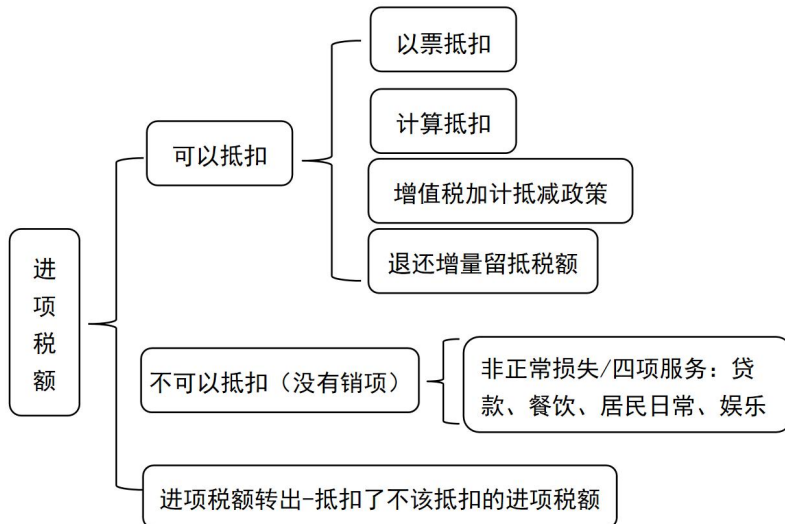 进项税额
可以抵扣
以票抵扣
计算抵扣
增值税加计抵减政策
退还增量留抵税额
不可以抵扣（没有销项）
非正常损失/四项服务：贷
款、餐饮、居民日常、娱乐
进项税额转出-抵扣了不该抵扣的进项税额